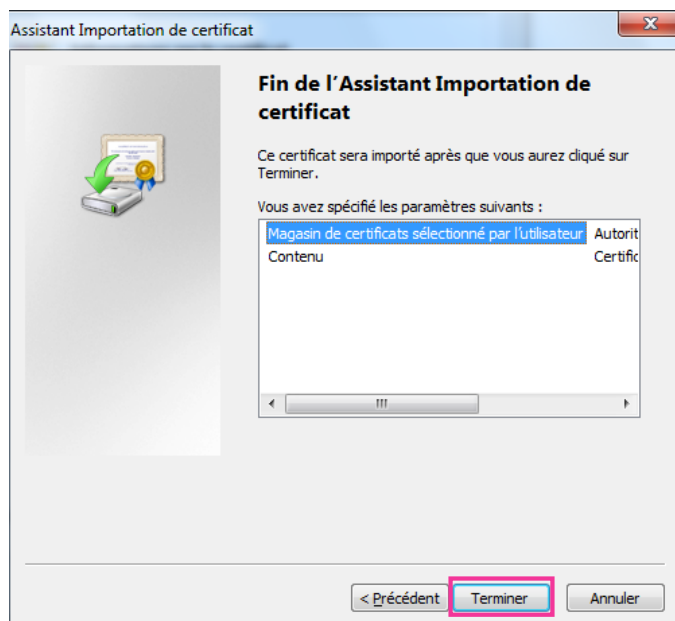 Assistant Importation de certificat
Fin de l'Assistant Importation de
certificat
Ce certificat sera importé après que vous aurez cliqué sur
Terminer.
Vous avez spécifié les paramètres suivants :
Magasin de certificats sélectionné par l'utilisateur Autorit
Contenu Certific
< Précédent Terminer Annuler